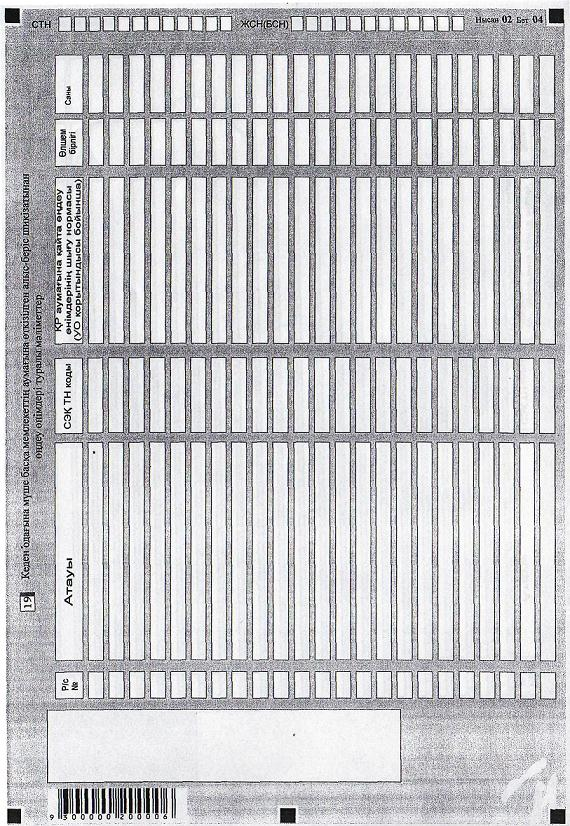 СТН ЖСН(БСН) Нысан 02 Бет 04
19 Кеден одағына мүше басқа мемлекеттің аумағына өткізілген алыс-беріс шикізатынан
өңдеу өнімдері туралы мәліметтер
Р/с
№
Атауы
СЭҚ ТН коды
ҚР аумағына қайта өңдеу
өнімдерінің шығу нормасы
(УО қорытындысы бойынша)
Өлшем
бірлігі
Саны
9 300000 200006